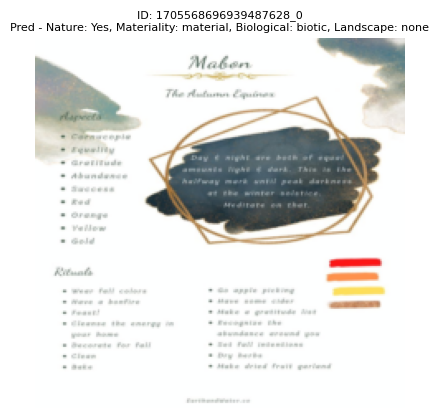 ID: 1705568696939487628_0
Pred - Nature: Yes, Materiality: material, Biological: biotic, Landscape: none
Mabon
The Autumn Equinox
Aspects
• Cornucopia
• Equality
• Gratitude
• Abundance
• Success
• Red
• Orange
• Yellow
• Gold
Day & night are both of equal
amounts light & dark. This is the
halfway mark until peak darkness
at the winter solstice.
Meditate on that.
Rituals
• Wear fall colors
• Have a bonfire
• Feast!
• Cleanse the energy in
your home
• Decorate for fall
• Clean
• Bake
• Go apple picking
• Have some cider
• Make a gratitude list
• Recognize the
abundance around you
• Set fall intentions
• Dry herbs
• Make dried fruit garland
EarthandWater.co